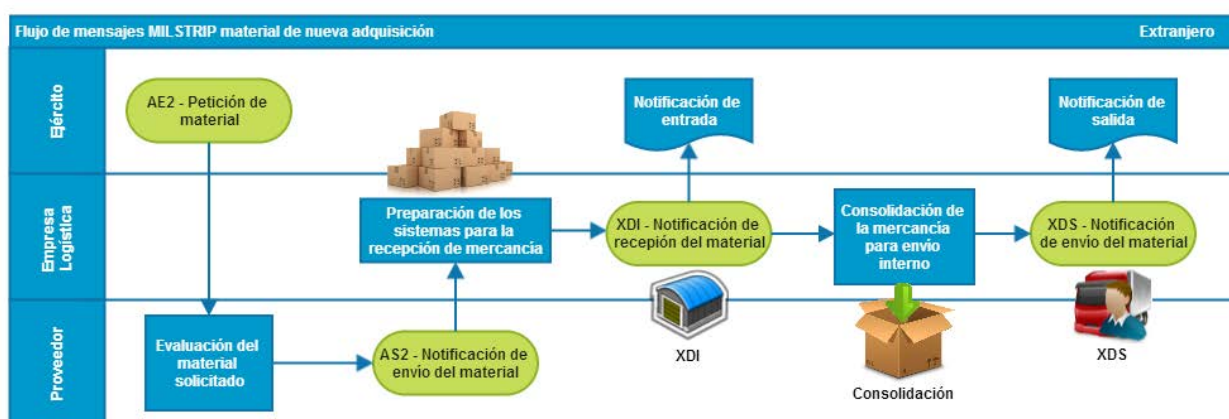 Flujo de mensajes MILSTRIP material de nueva adquisición
Extranjero
Ejército
AE2 - Petición de
material
Notificación de
entrada
Notificación de
salida
Empresa
Logística
Preparación de los
sistemas para la
recepción de mercancía
XDI - Notificación de
recepión del material
Consolidación de
la mercancía
para envío
interno
XDS - Notificación
de envío del material
Proveedor
Evaluación del
material
solicitado
AS2 - Notificación de
envío del material
XDI
Consolidación
XDS